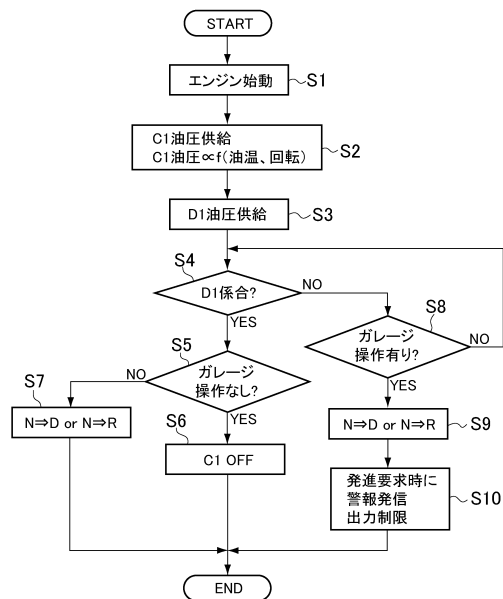 START
エンジン始動
S1
C1油圧供給
C1油圧∝f(油温、回転)
S2
D1油圧供給
S3
S4
D1係合?
NO
YES
S8
ガレージ
操作有り?
NO
YES
S5
ガレージ
操作なし?
NO
YES
S7
N⇒D or N⇒R
S6
C1 OFF
N⇒D or N⇒R
S9
発進要求時に
警報発信
出力制限
S10
END